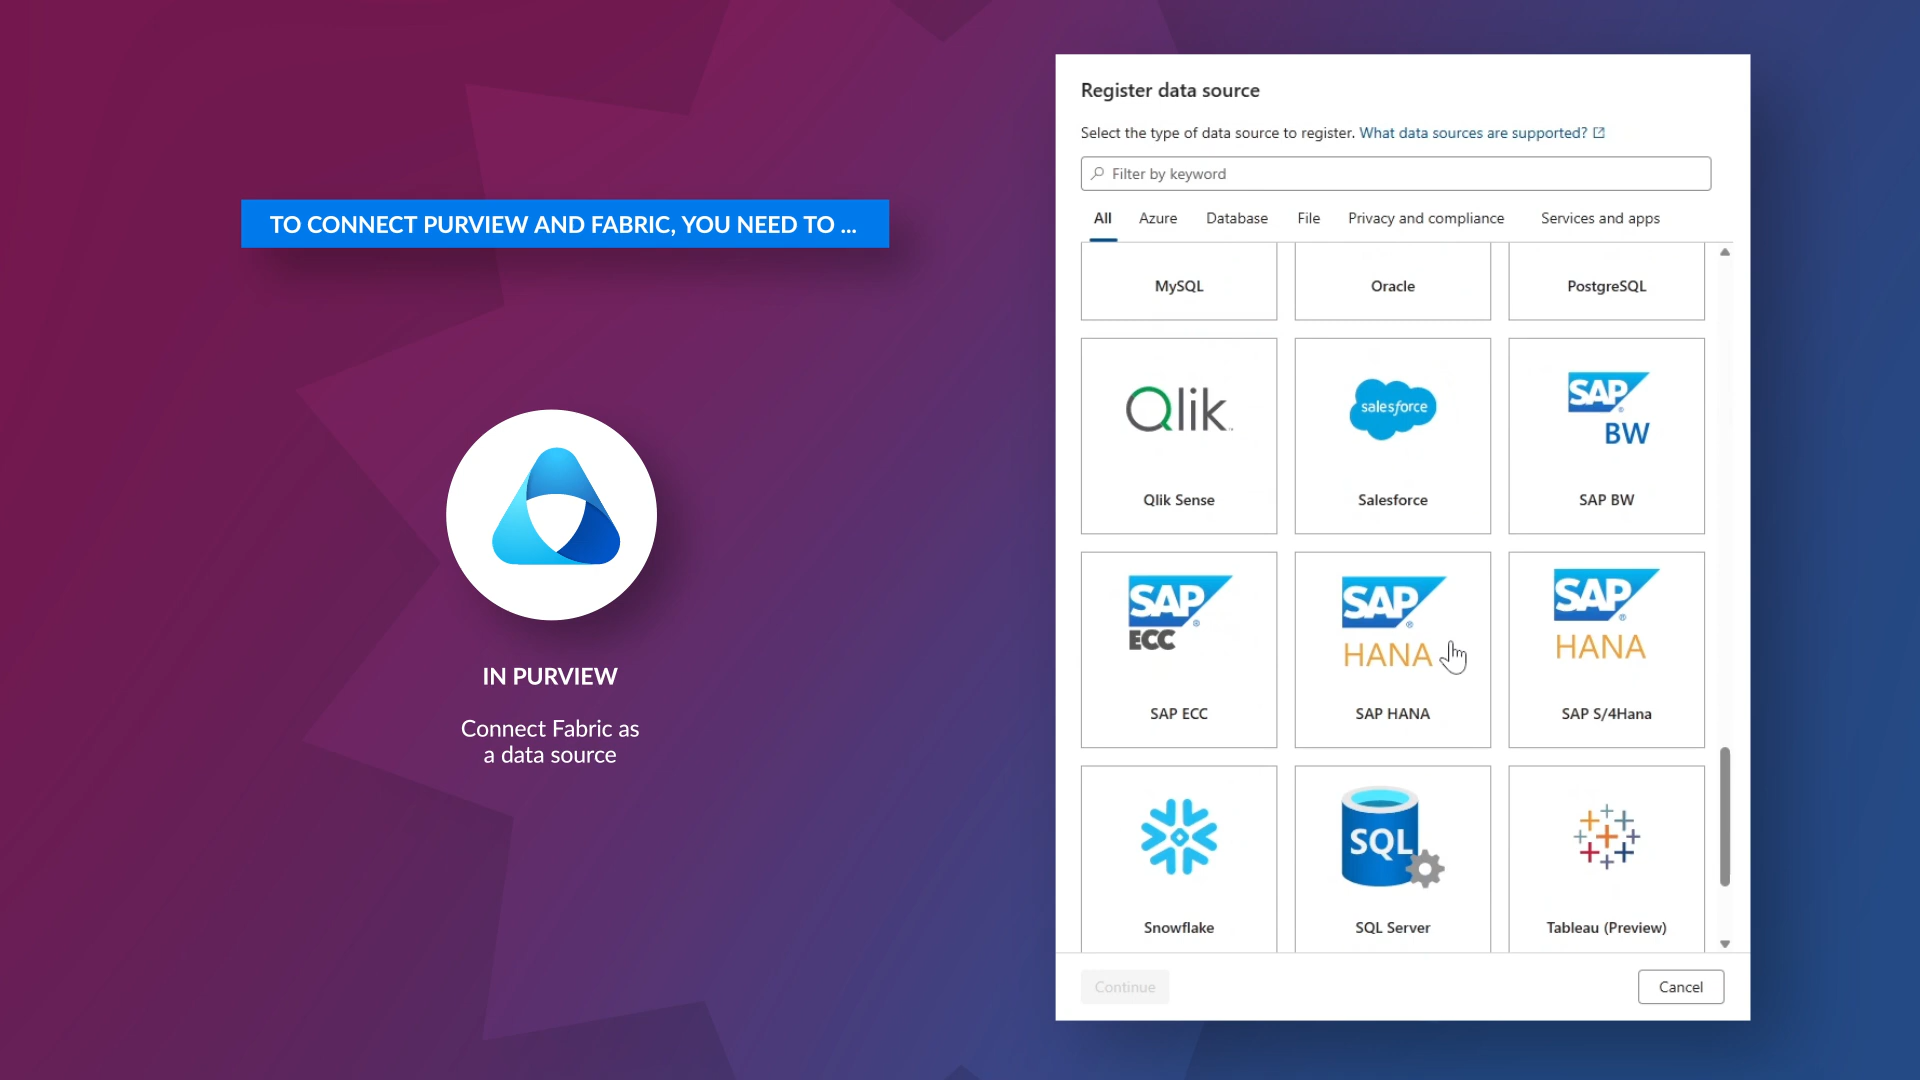 TO CONNECT PURVIEW AND FABRIC, YOU NEED TO ...
IN PURVIEW
Connect Fabric as
a data source
Register data source
Select the type of data source to register. What data sources are supported?
Filter by keyword
All Azure Database File Privacy and compliance Services and apps
MySQL Oracle PostgreSQL
Qlik salesforce SAP BW
Qlik Sense Salesforce SAP BW
SAP ECC SAP HANA SAP HANA
SAP ECC SAP HANA SAP S/4Hana
SQL
Snowflake SQL Server Tableau (Preview)
Continue Cancel